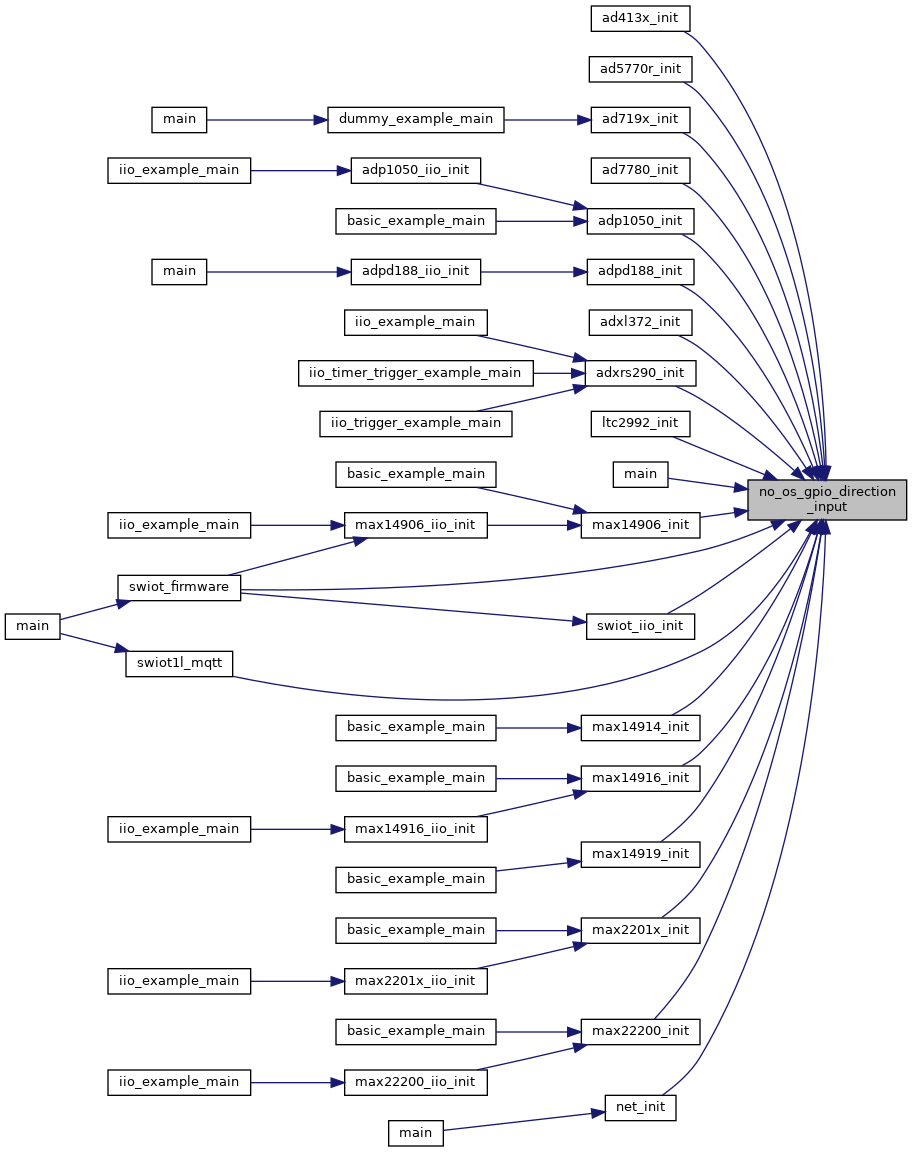 ad413x_init
ad5770r_init
main
dummy_example_main
ad719x_init
iio_example_main
adp1050_iio_init
ad7780_init
basic_example_main
adp1050_init
main
adpd188_iio_init
adpd188_init
iio_example_main
adxl372_init
iio_timer_trigger_example_main
adxrs290_init
iio_trigger_example_main
ltc2992_init
basic_example_main
main
no_os_gpio_direction
_input
iio_example_main
max14906_iio_init
max14906_init
swiot_firmware
main
swiot_iio_init
swiot1l_mqtt
basic_example_main
max14914_init
basic_example_main
max14916_init
iio_example_main
max14916_iio_init
max14919_init
basic_example_main
basic_example_main
max2201x_init
iio_example_main
max2201x_iio_init
basic_example_main
max22200_init
iio_example_main
max22200_iio_init
net_init
main